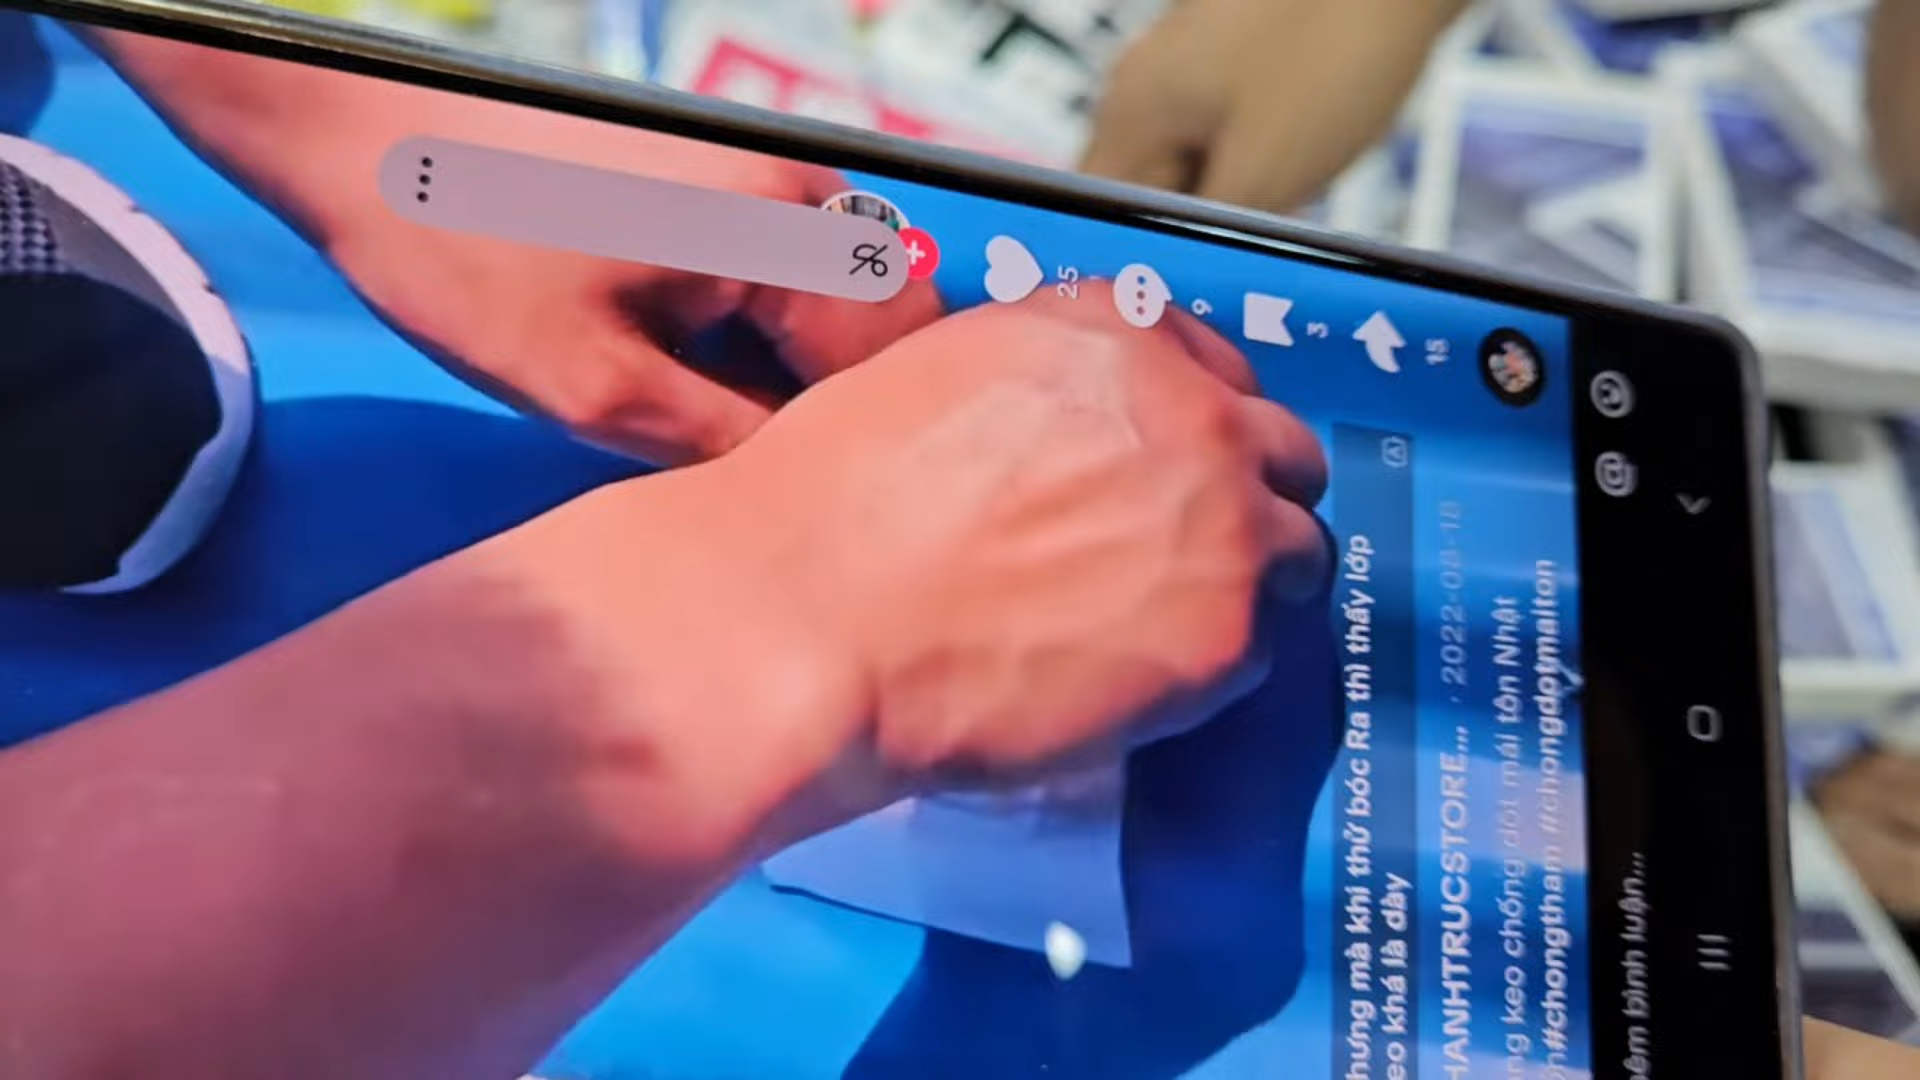 25
9
3
15
hưng mà khi thử bóc Ra thì thấy lớp
eo khá là dày
HANHTRUCSTORE... · 2022-08-18
ng keo chống dột mái tôn Nhật
#chongtham #chongdotmaiton
hêm bình luận...